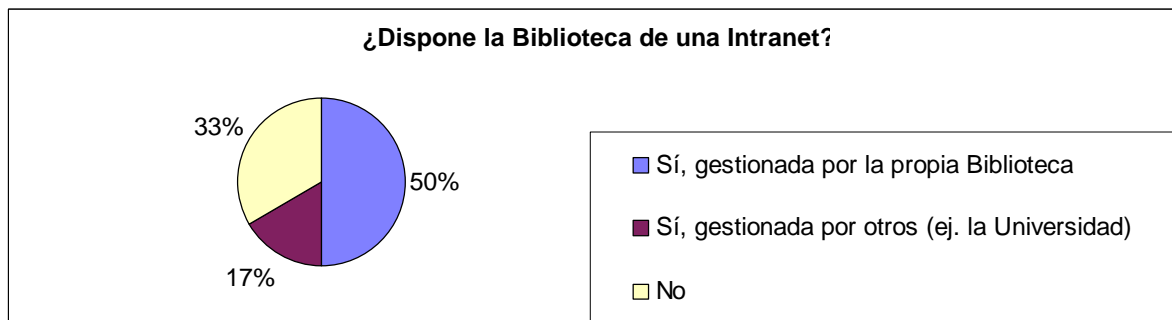 ¿Dispone la Biblioteca de una Intranet?
33%
50%
17%
Sí, gestionada por la propia Biblioteca
Sí, gestionada por otros (ej. la Universidad)
No